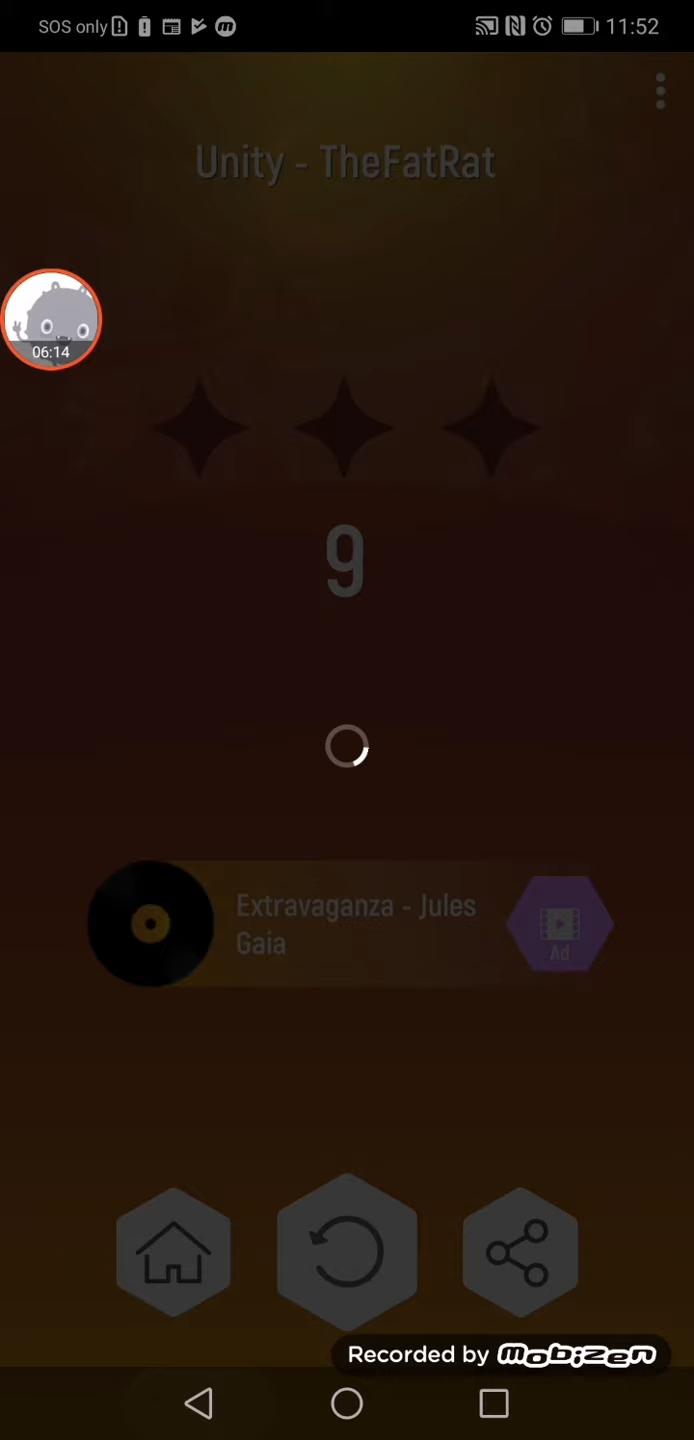 SOS only
11:52
Unity - TheFatRat
06:14
9
Extravaganza - Jules
Gaia
Ad
Recorded by mobizen